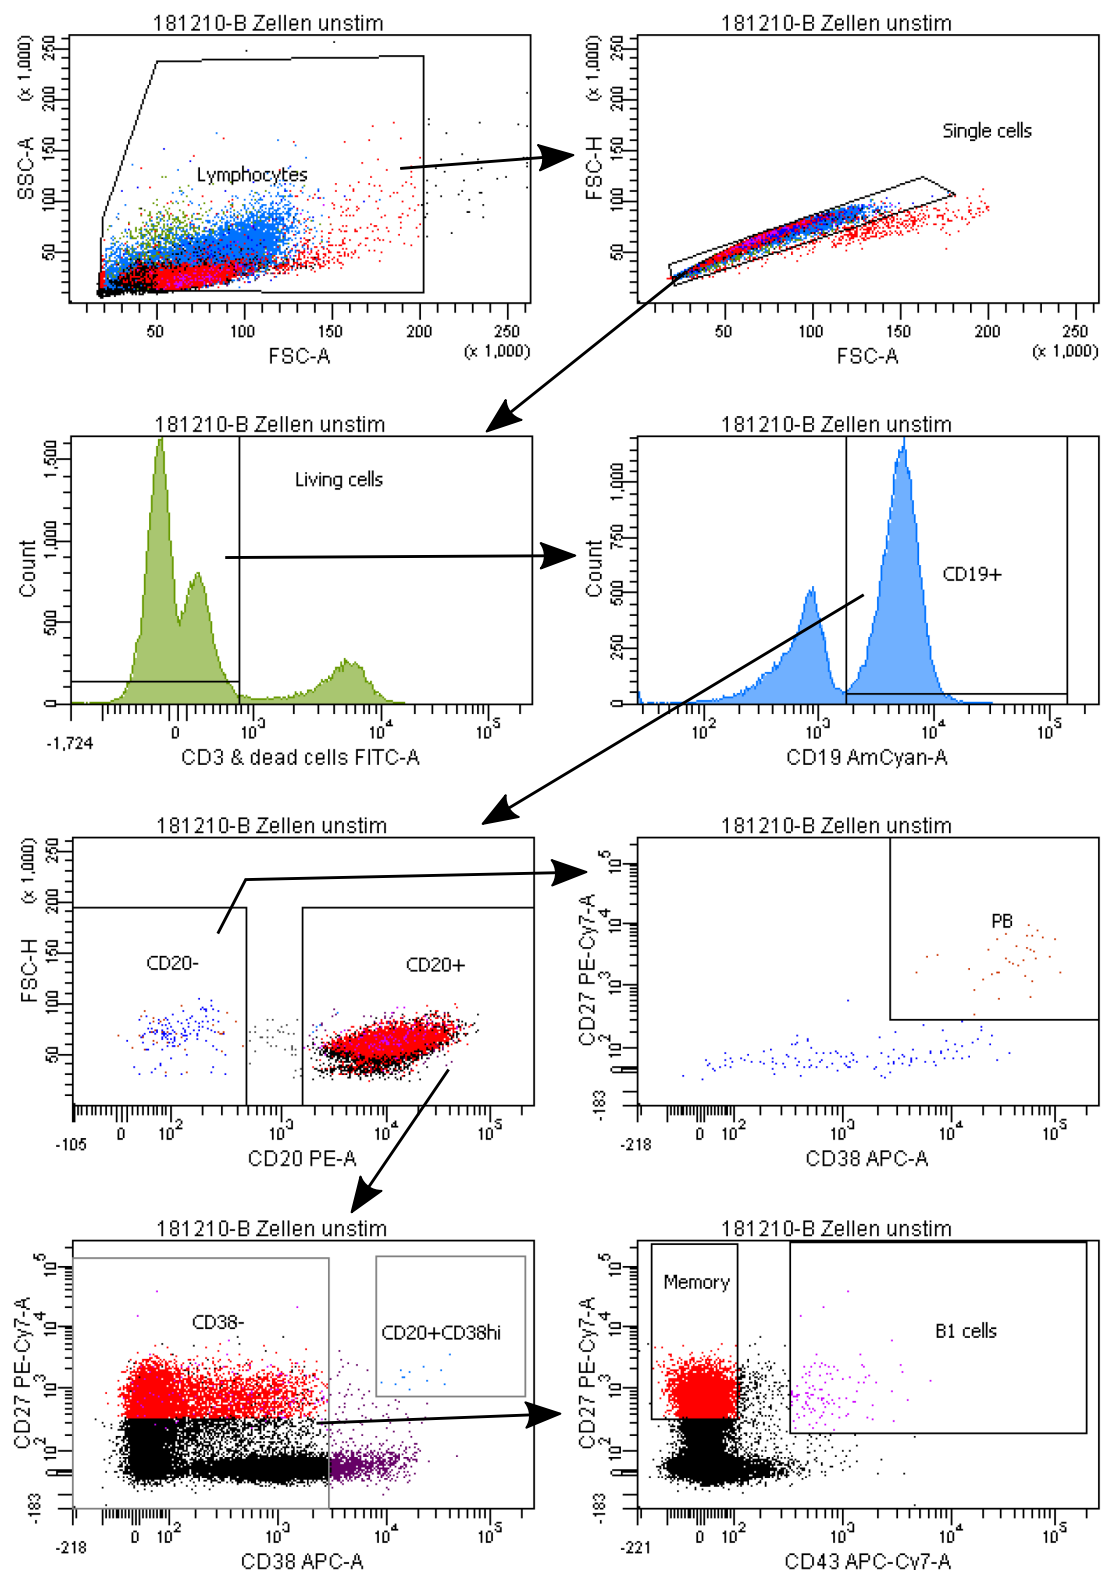 181210-B Zellen unstim
SSC-A
(x 1,000)
50 100 150 200 250
Lymphocytes
50 100 150 200 250
FSC-A
(x 1,000)
181210-B Zellen unstim
FSC-H
(x 1,000)
50 100 150 200 250
Single cells
50 100 150 200 250
FSC-A
(x 1,000)
181210-B Zellen unstim
Count
0 500 1,000 1,500
Living cells
-1,724
0 10^3 10^4 10^5
CD3 & dead cells FITC-A
181210-B Zellen unstim
Count
0 250 500 750 1,000
CD19+
10^2 10^3 10^4 10^5
CD19 AmCyan-A
181210-B Zellen unstim
FSC-H
(x 1,000)
50 100 150 200 250
CD20-
CD20+
-105
0 10^2 10^3 10^4 10^5
CD20 PE-A
181210-B Zellen unstim
CD27 PE-Cy7-A
-183
0 10^2 10^3 10^4 10^5
PB
-218
0 10^2 10^3 10^4 10^5
CD38 APC-A
181210-B Zellen unstim
CD27 PE-Cy7-A
-183
0 10^2 10^3 10^4 10^5
CD38-
CD20+CD38hi
-218
0 10^2 10^3 10^4 10^5
CD38 APC-A
181210-B Zellen unstim
CD27 PE-Cy7-A
-183
0 10^2 10^3 10^4 10^5
Memory
B1 cells
-221
0 10^2 10^3 10^4 10^5
CD43 APC-Cy7-A